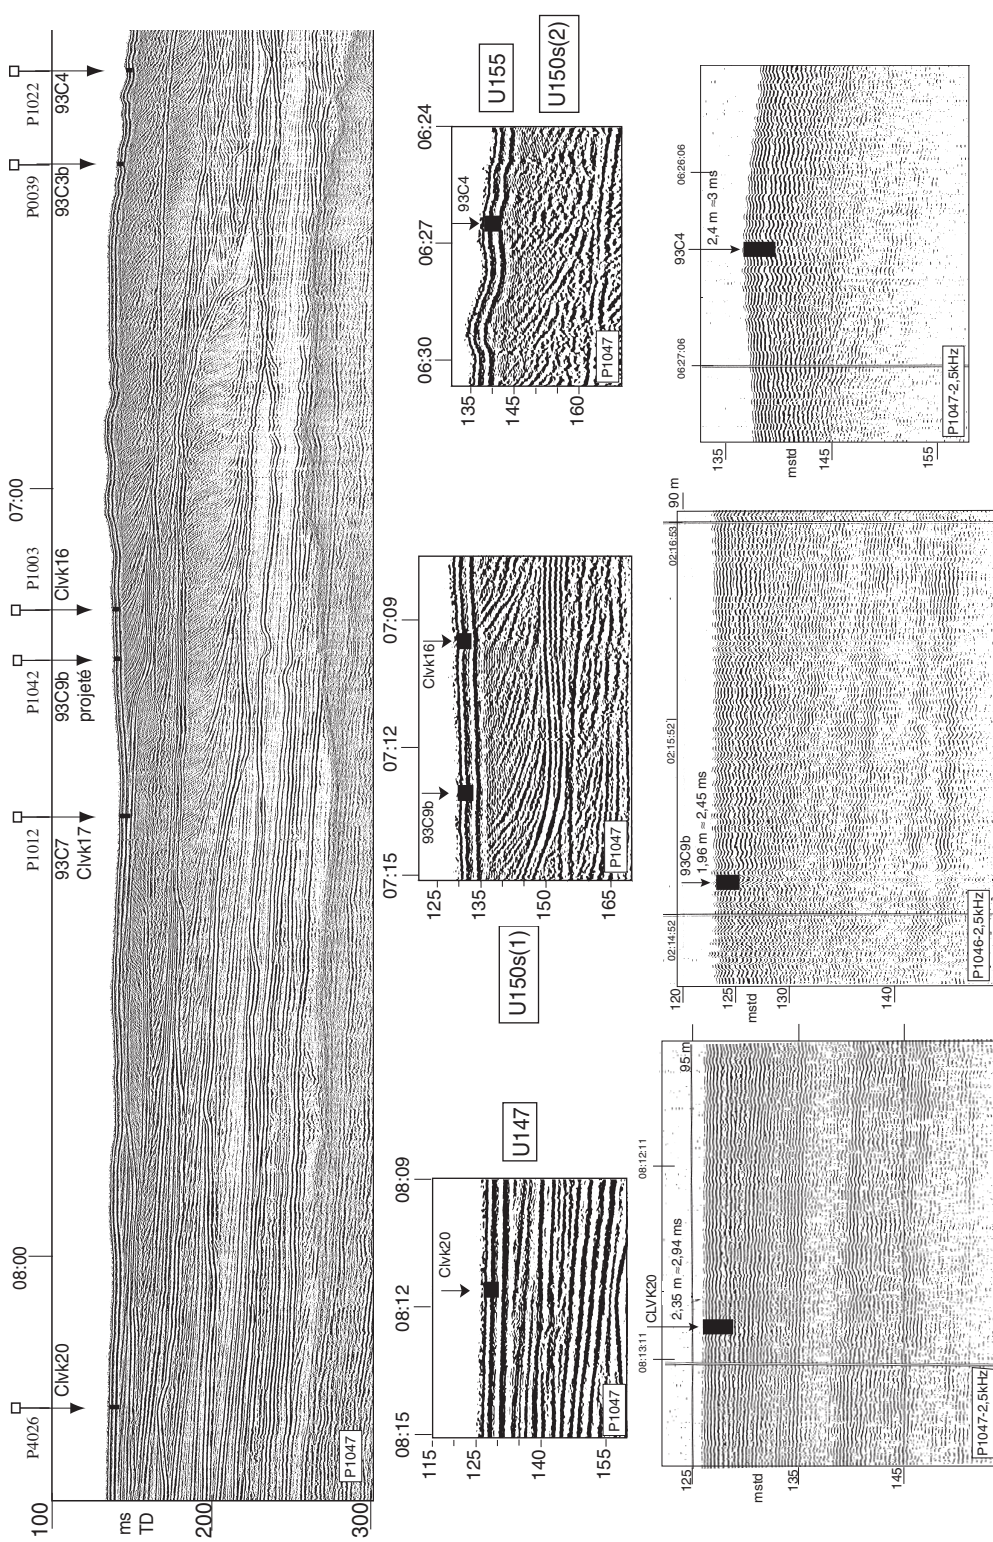 P4026
Clvk20
P1012
93C7
Clvk17
P1042
93C9b
projeté
P1003
Clvk16
P0039
93C3b
P1022
93C4
08:00
07:00
100
ms
TD
200
300
P1047
U147
08:15
08:12
08:09
Clvk20
115
125
140
155
P1047
U150s(1)
07:15
07:12
07:09
93C9b
Clvk16
125
135
150
165
P1047
U155
U150s(2)
06:30
06:27
06:24
93C4
135
145
160
P1047
08:13:11
CLVK20
08:12:11
2,35 m ≈2,94 ms
95 m
125
mstd
135
145
P1047-2,5kHz
02:14:52
93C9b
02:15:52
02:16:53
1,96 m ≈ 2,45 ms
90 m
120
125
mstd
130
140
P1046-2,5kHz
06:27:06
93C4
06:26:06
2,4 m ≈3 ms
135
mstd
145
155
P1047-2,5kHz